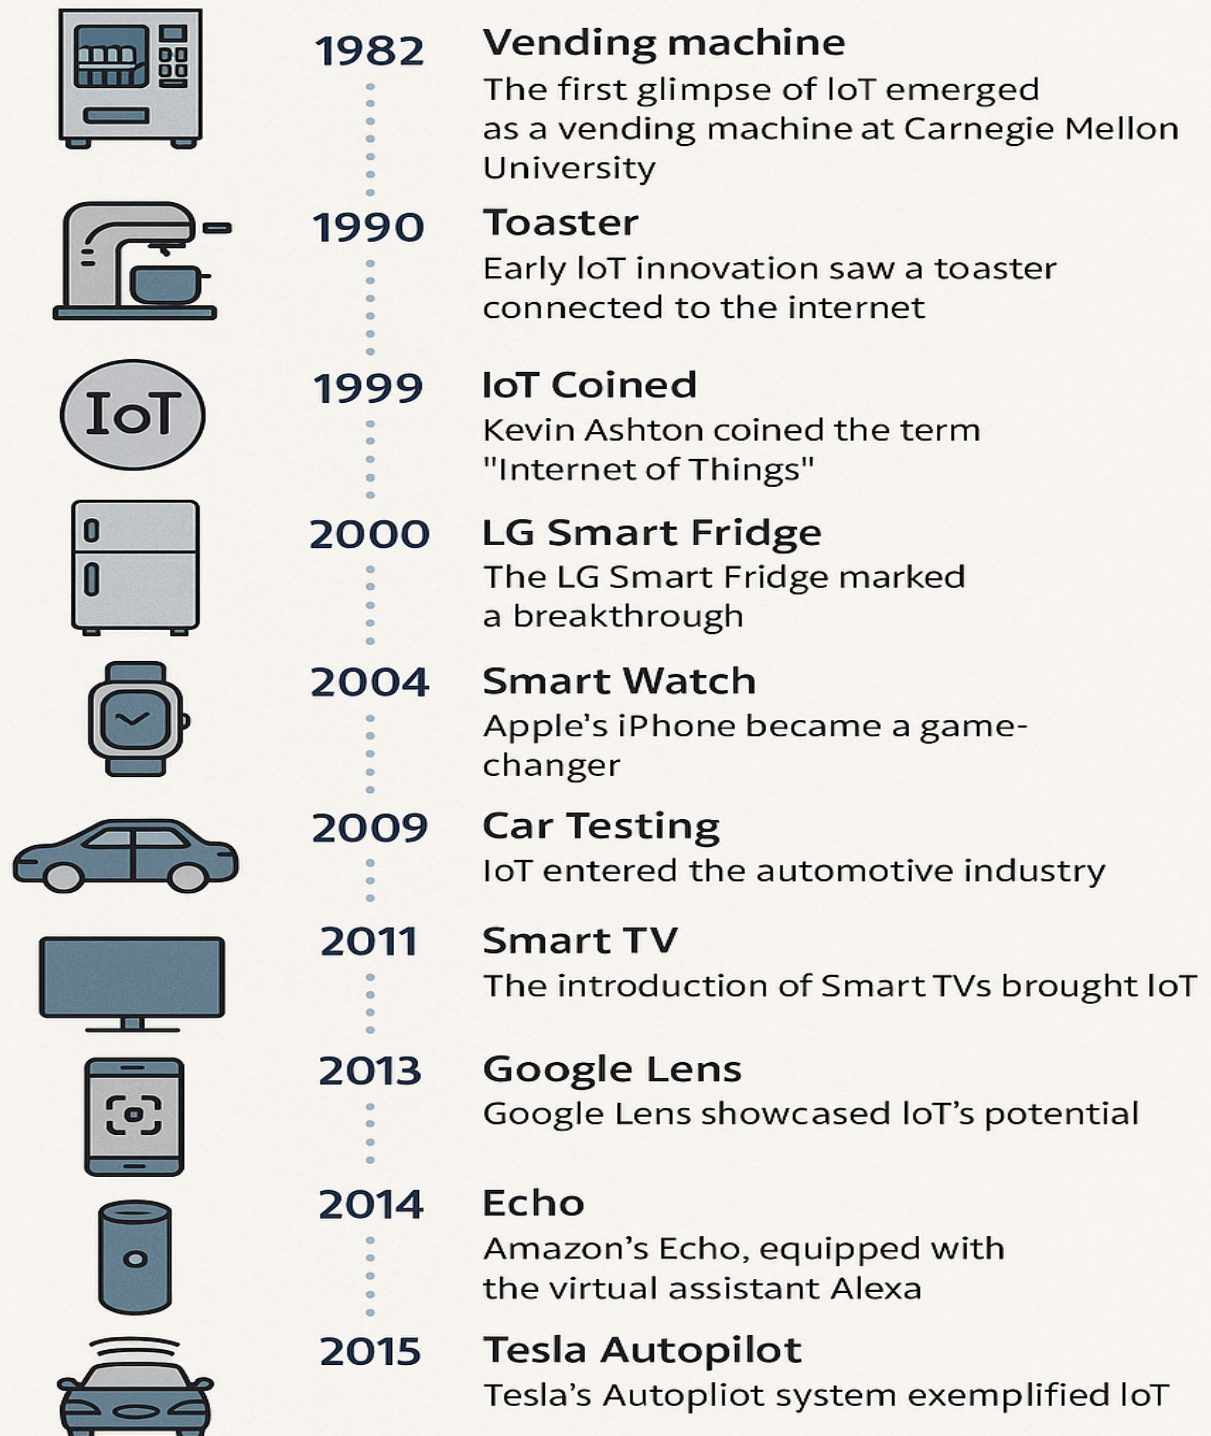 1982
Vending machine
The first glimpse of IoT emerged
as a vending machine at Carnegie Mellon
University
1990
Toaster
Early IoT innovation saw a toaster
connected to the internet
IoT
1999
IoT Coined
Kevin Ashton coined the term
"Internet of Things"
2000
LG Smart Fridge
The LG Smart Fridge marked
a breakthrough
2004
Smart Watch
Apple's iPhone became a game-
changer
2009
Car Testing
IoT entered the automotive industry
2011
Smart TV
The introduction of Smart TVs brought IoT
2013
Google Lens
Google Lens showcased IoT's potential
2014
Echo
Amazon's Echo, equipped with
the virtual assistant Alexa
2015
Tesla Autopilot
Tesla's Autopliot system exemplified IoT